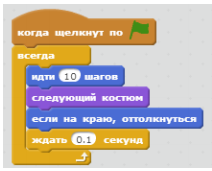 когда щелкнут по
всегда
идти 10 шагов
следующий костюм
если на краю, оттолкнуться
ждать 0.1 секунд